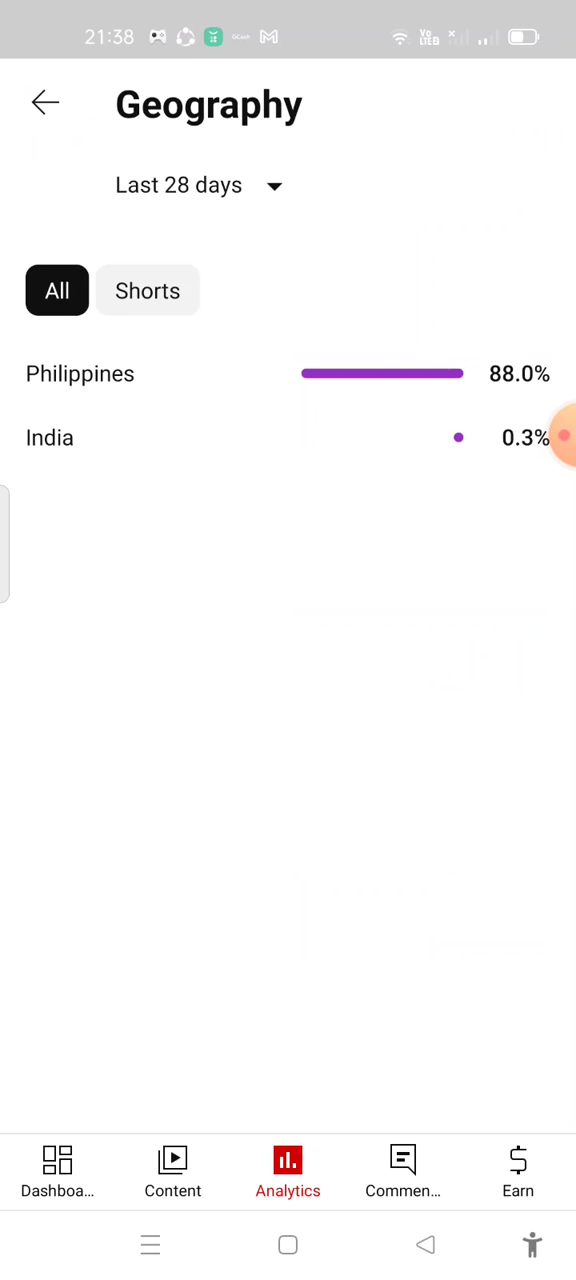 21:38
Geography
Last 28 days
All
Shorts
Philippines 88.0%
India 0.3%
Dashboa... Content Analytics Commen... Earn